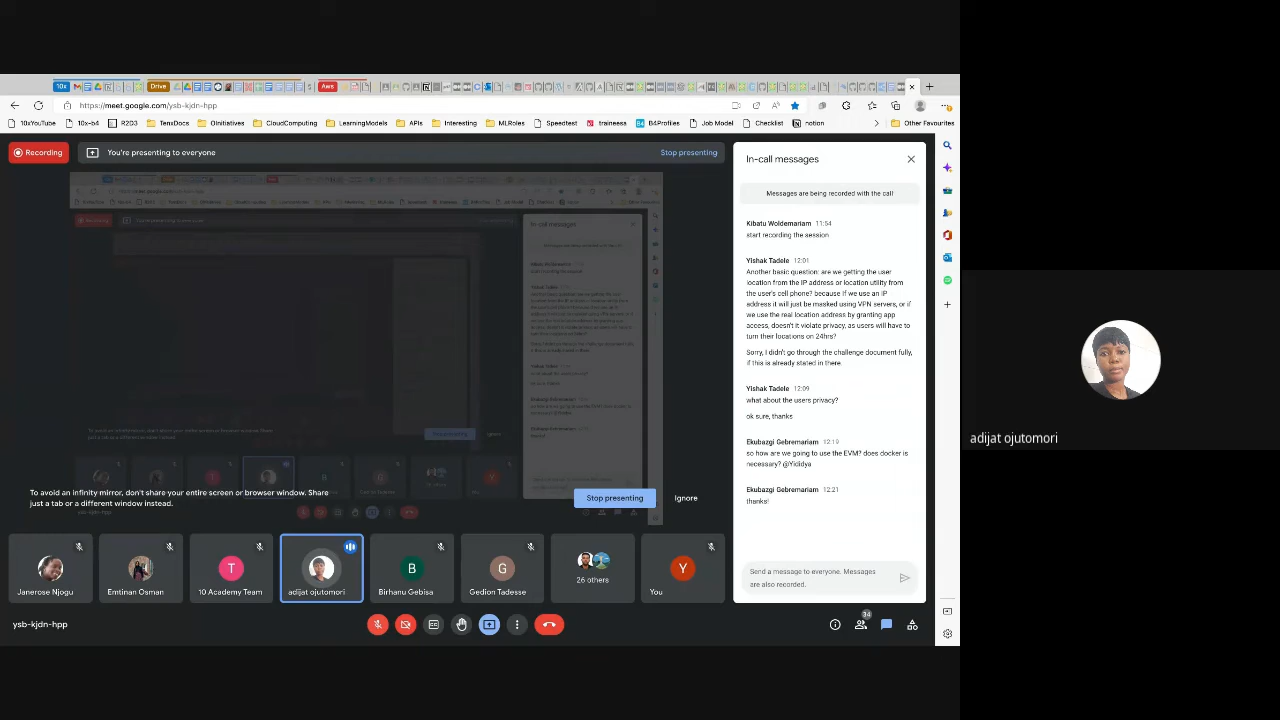 10x
Drive
Aws
https://meet.google.com/ysb-kjdn-hpp
10xYouTube
10x-b4
R2D3
TenxDocs
OInitiatives
CloudComputing
LearningModels
APIs
Interesting
MLRoles
Speedtest
traineesa
B4Profiles
Job Model
Checklist
notion
Other Favourites
Recording
You're presenting to everyone
Stop presenting
In-call messages
Messages are being recorded with the call
Kibatu Woldemariam 11:54
start recording the session
Yishak Tadele 12:01
Another basic question: are we getting the user
location from the IP address or location utility from
the user's cell phone? because If we use an IP
address it will just be masked using VPN servers, or if
we use the real location address by granting app
access, doesn't it violate privacy, as users will have to
turn their locations on 24hrs?
Sorry, I didn't go through the challenge document fully,
if this is already stated in there.
Yishak Tadele 12:09
what about the users privacy?
ok sure, thanks
Ekubazgi Gebremariam 12:19
so how are we going to use the EVM? does docker is
necessary? @Yididya
Ekubazgi Gebremariam 12:21
thanks!
Send a message to everyone. Messages
are also recorded.
In-call messages
To avoid an infinity mirror, don't share your entire screen or browser window. Share
just a tab or a different window instead.
Stop presenting
Ignore
Janerose Njogu
Emtinan Osman
T
10 Academy Team
adijat ojutomori
B
Birhanu Gebisa
G
Gedion Tadesse
26 others
Y
You
ysb-kjdn-hpp
34
adijat ojutomori